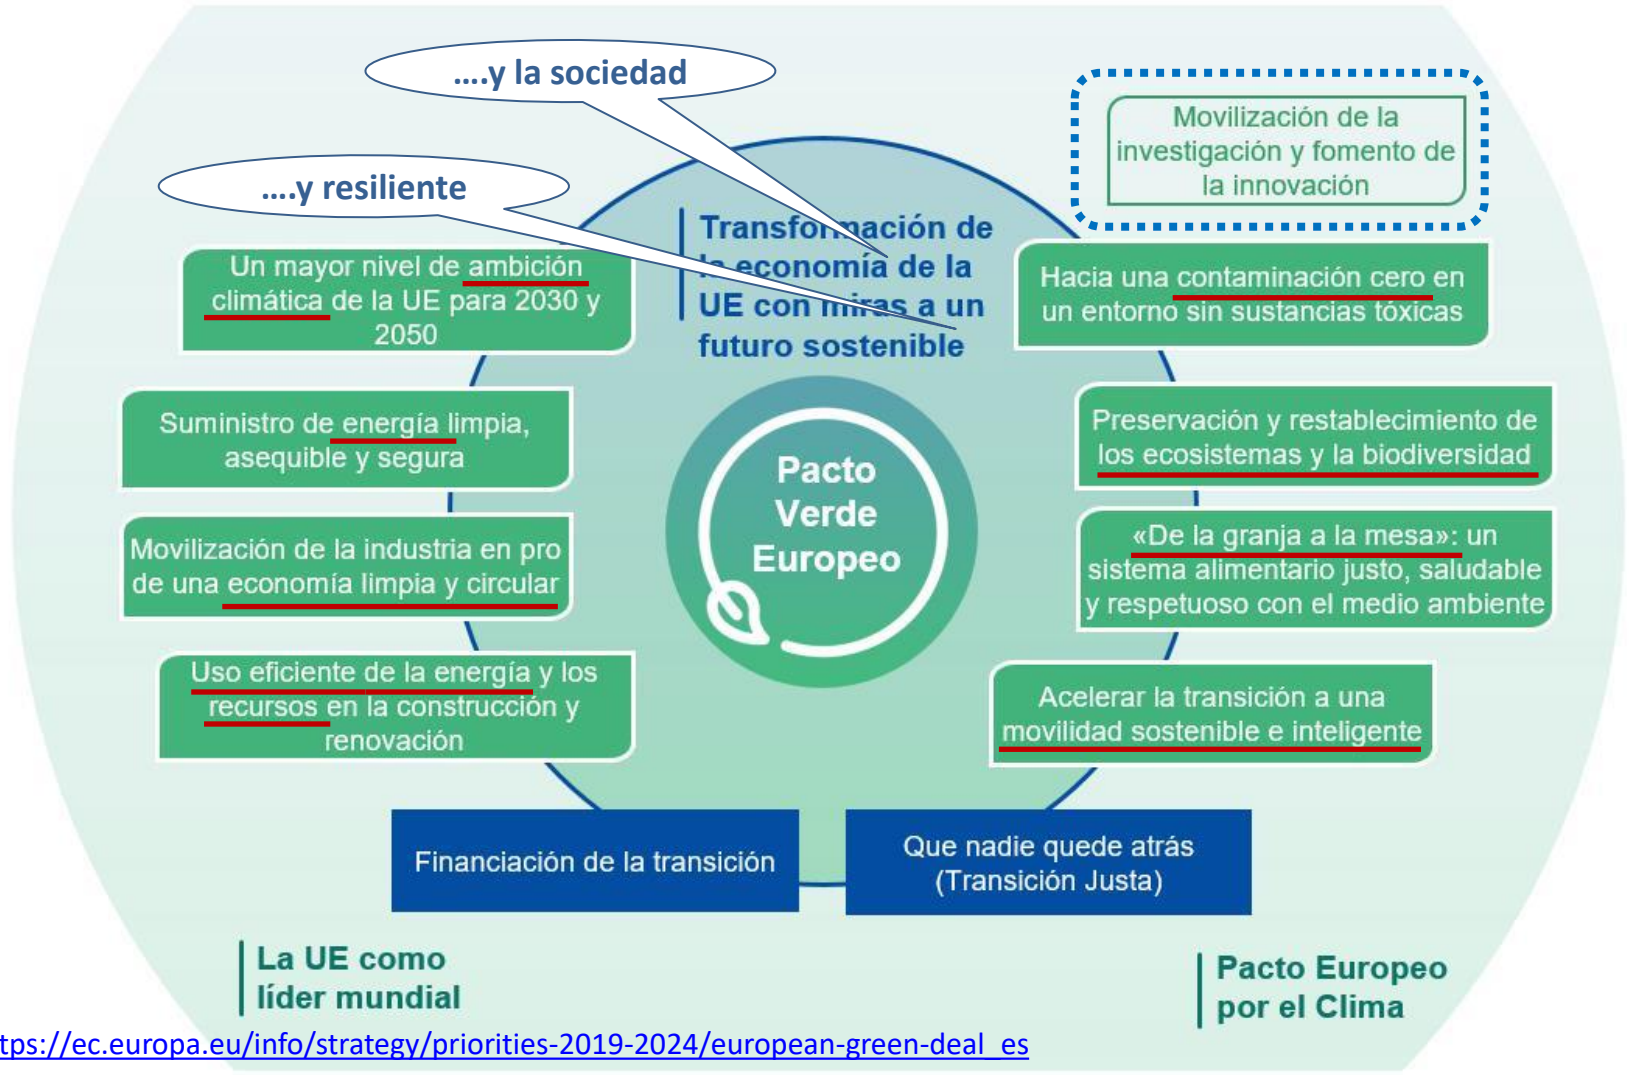 ....y la sociedad
....y resiliente
Movilización de la
investigación y fomento de
la innovación
Transformación de
la economía de la
UE con miras a un
futuro sostenible
Un mayor nivel de ambición
climática de la UE para 2030 y
2050
Suministro de energía limpia,
asequible y segura
Movilización de la industria en pro
de una economía limpia y circular
Uso eficiente de la energía y los
recursos en la construcción y
renovación
Pacto
Verde
Europeo
Hacia una contaminación cero en
un entorno sin sustancias tóxicas
Preservación y restablecimiento de
los ecosistemas y la biodiversidad
«De la granja a la mesa»: un
sistema alimentario justo, saludable
y respetuoso con el medio ambiente
Acelerar la transición a una
movilidad sostenible e inteligente
Financiación de la transición
Que nadie quede atrás
(Transición Justa)
La UE como
líder mundial
Pacto Europeo
por el Clima
tps://ec.europa.eu/info/strategy/priorities-2019-2024/european-green-deal_es